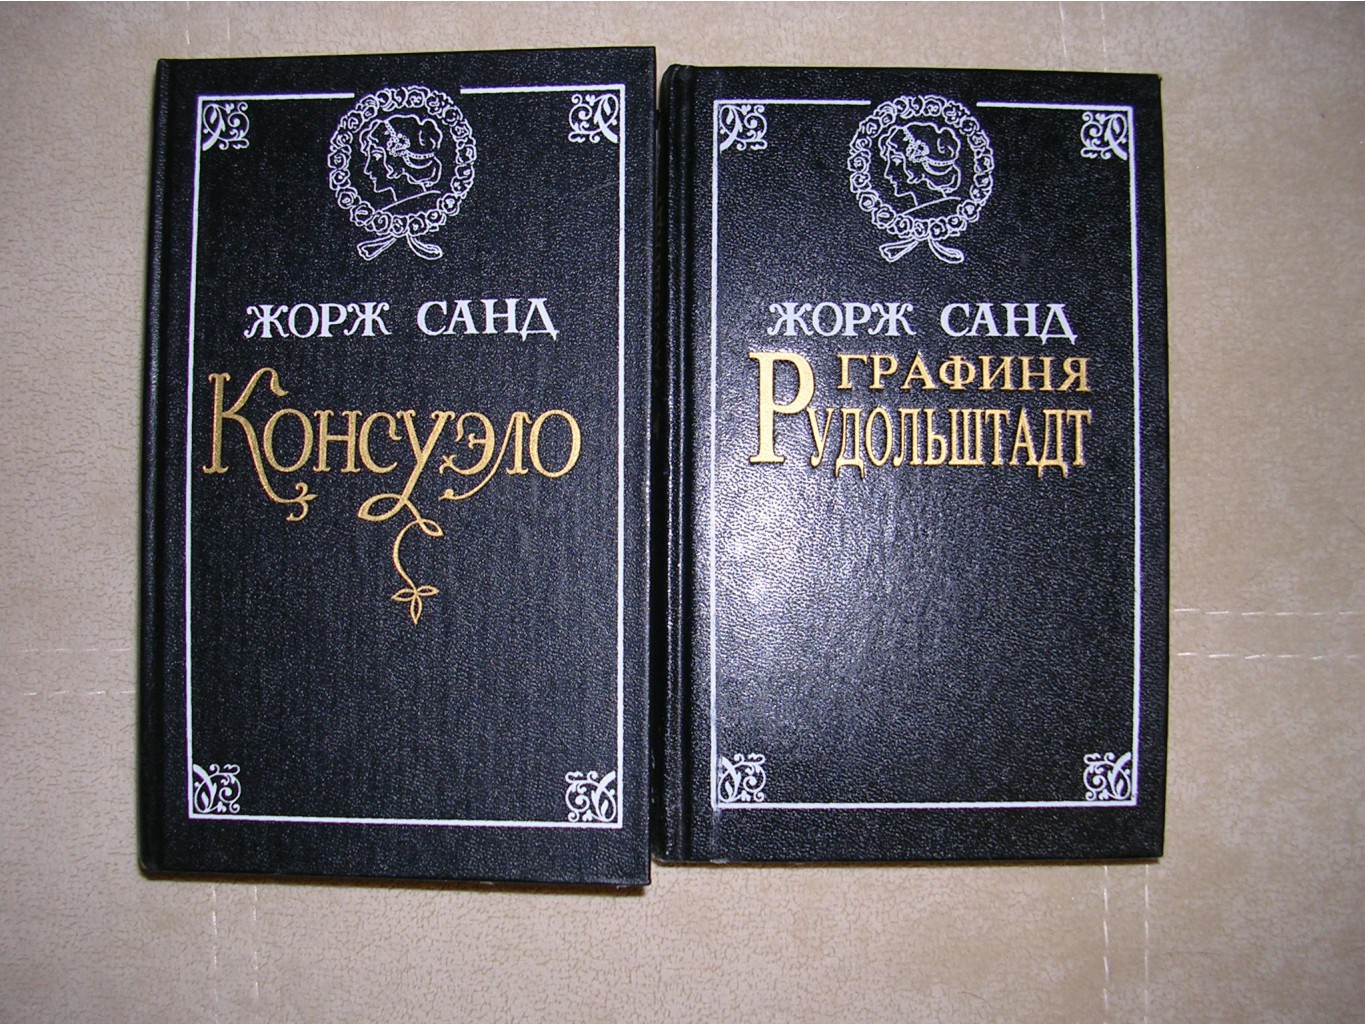 ЖОРЖ САНД
Консуэло
ЖОРЖ САНД
ГРАФИНЯ
РУДОЛЬШТАДТ